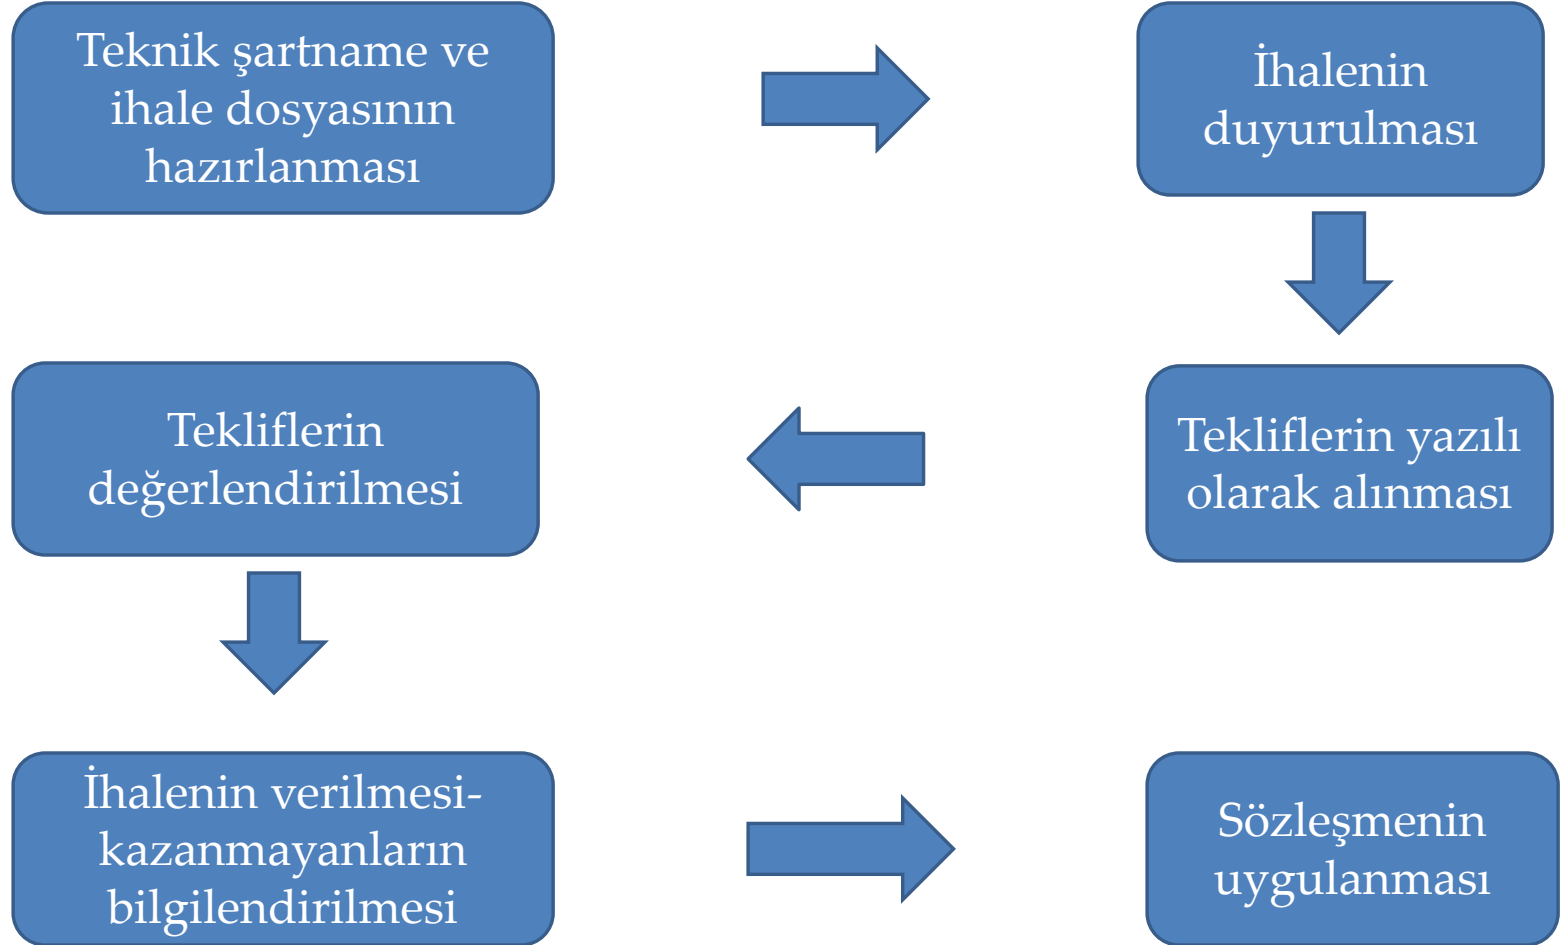 Teknik şartname ve
ihale dosyasının
hazırlanması
İhalenin
duyurulması
Tekliflerin yazılı
olarak alınması
Tekliflerin
değerlendirilmesi
İhalenin verilmesi-
kazanmayanların
bilgilendirilmesi
Sözleşmenin
uygulanması